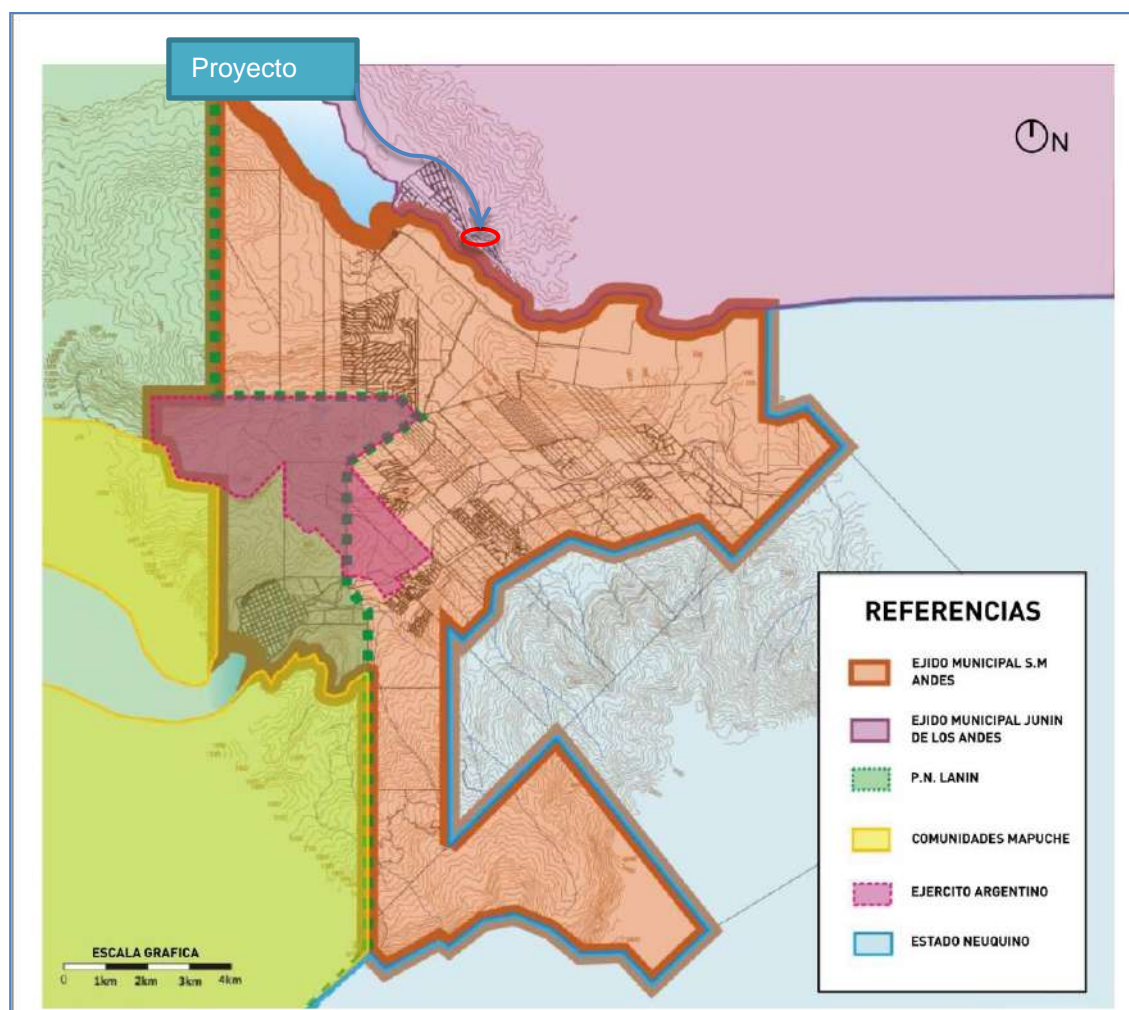 Proyecto
N
REFERENCIAS
EJIDO MUNICIPAL S.M
ANDES
EJIDO MUNICIPAL JUNIN
DE LOS ANDES
P.N. LANIN
COMUNIDADES MAPUCHE
EJERCITO ARGENTINO
ESTADO NEUQUINO
ESCALA GRAFICA
0 1km 2km 3km 4km